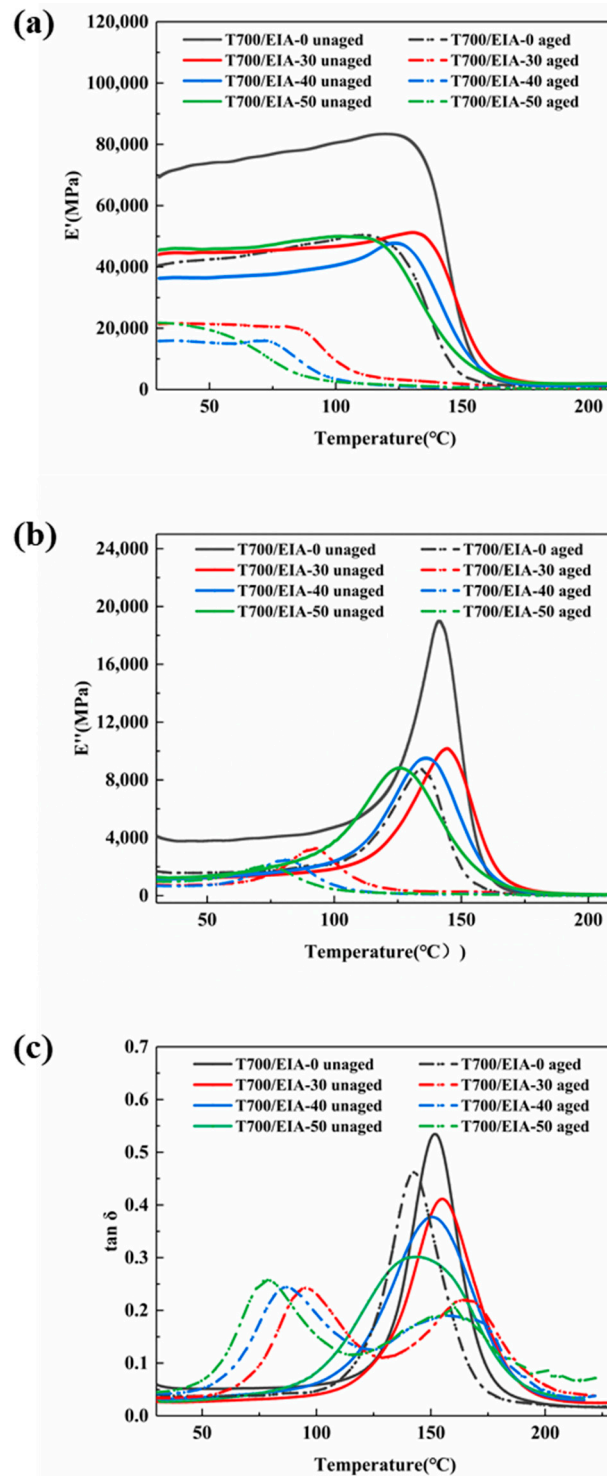 (a)
120,000
100,000
80,000
60,000
40,000
20,000
0
E'(MPa)
T700/EIA-0 unaged T700/EIA-0 aged
T700/EIA-30 unaged T700/EIA-30 aged
T700/EIA-40 unaged T700/EIA-40 aged
T700/EIA-50 unaged T700/EIA-50 aged
50 100 150 200
Temperature(℃)
(b)
24,000
20,000
16,000
12,000
8,000
4,000
0
E''(MPa)
T700/EIA-0 unaged T700/EIA-0 aged
T700/EIA-30 unaged T700/EIA-30 aged
T700/EIA-40 unaged T700/EIA-40 aged
T700/EIA-50 unaged T700/EIA-50 aged
50 100 150 200
Temperature(℃））
(c)
0.7
0.6
0.5
0.4
0.3
0.2
0.1
0.0
tan δ
T700/EIA-0 unaged T700/EIA-0 aged
T700/EIA-30 unaged T700/EIA-30 aged
T700/EIA-40 unaged T700/EIA-40 aged
T700/EIA-50 unaged T700/EIA-50 aged
50 100 150 200
Temperature(℃)